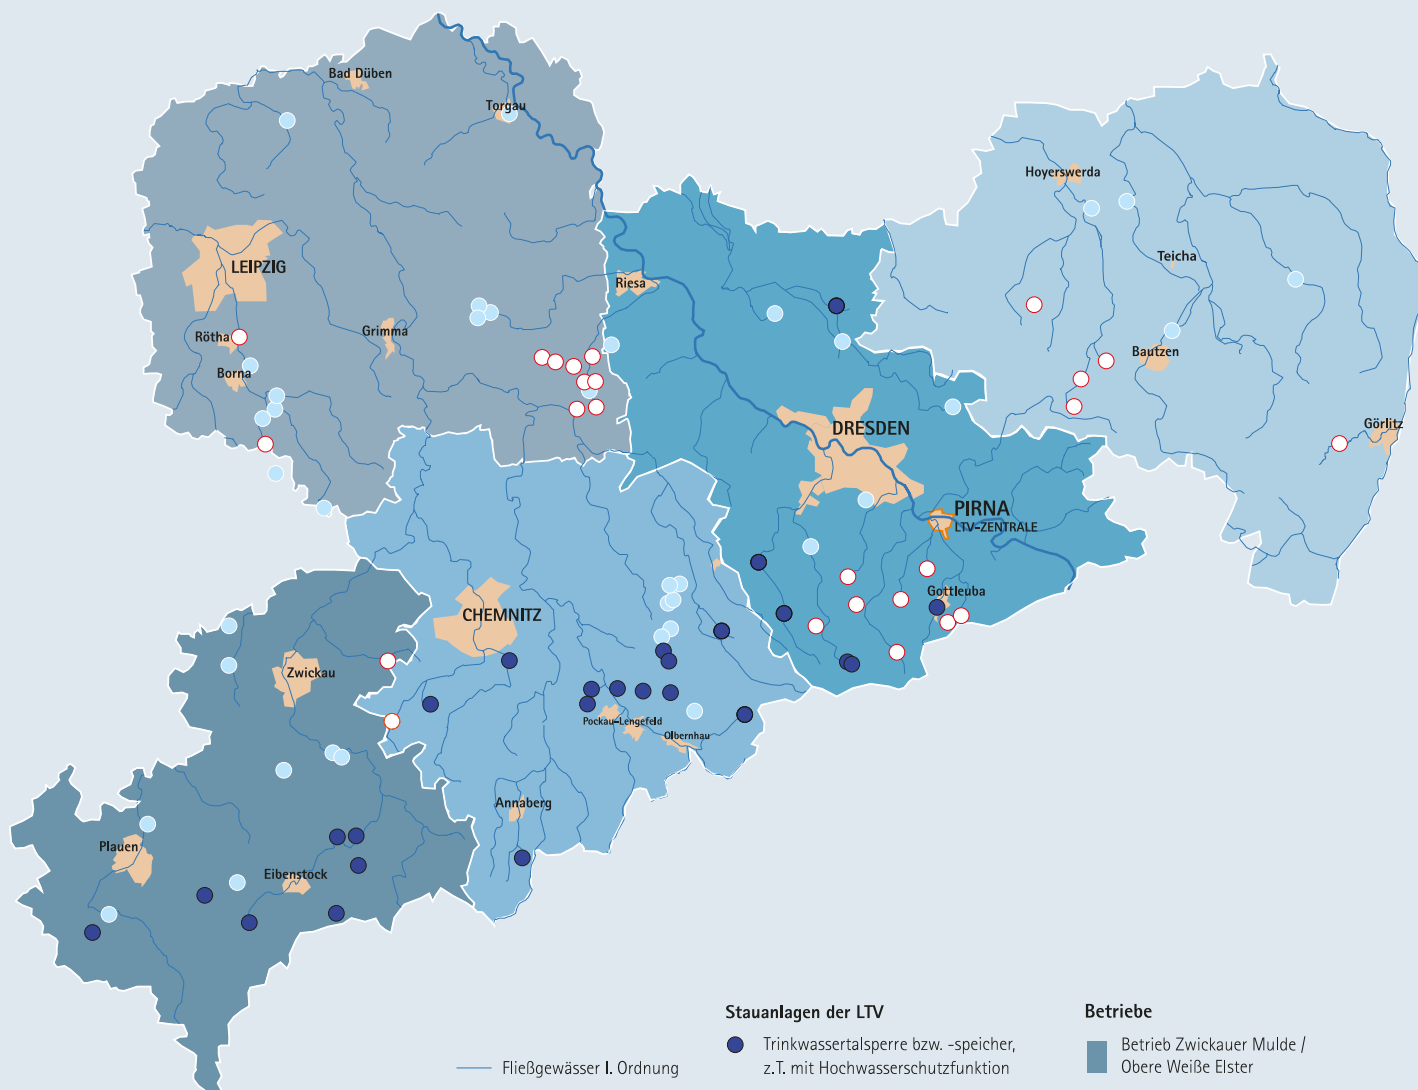 Bad Düben
Torgau
Hoyerswerda
LEIPZIG
Teicha
Riesa
Rötha
Grimma
Borna
Bautzen
DRESDEN
Görlitz
PIRNA
LTV-ZENTRALE
Gottleuba
CHEMNITZ
Zwickau
Pockau-Lengefeld
Olbernhau
Annaberg
Plauen
Eibenstock
Fließgewässer I. Ordnung
Stauanlagen der LTV
Trinkwassertalsperre bzw. -speicher,
z.T. mit Hochwasserschutzfunktion
Betriebe
Betrieb Zwickauer Mulde /
Obere Weiße Elster